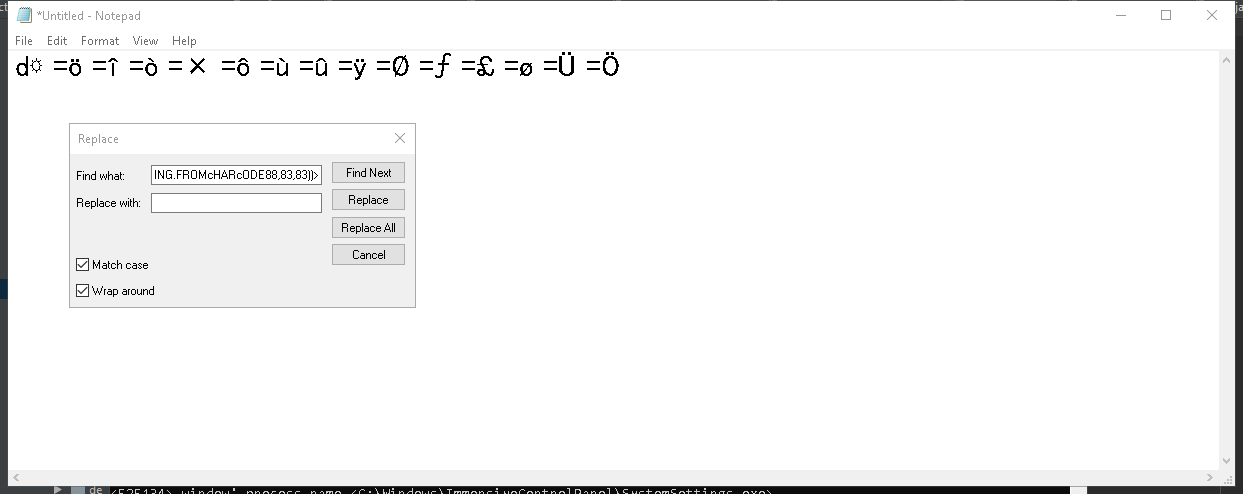 *Untitled - Notepad
File Edit Format View Help
d¤ =ö =î =ò =× =ô =ù =û =ÿ =Ø =ƒ =£ =ø =Ü =Ö
Replace
Find what: ING.FROMcHARcODE88,83,83))> Find Next
Replace with: Replace
Replace All
Cancel
Match case
Wrap around
de <525134> window' process name <C:\Windows\ImmersiveControlPanel\SystemSettings.exe>